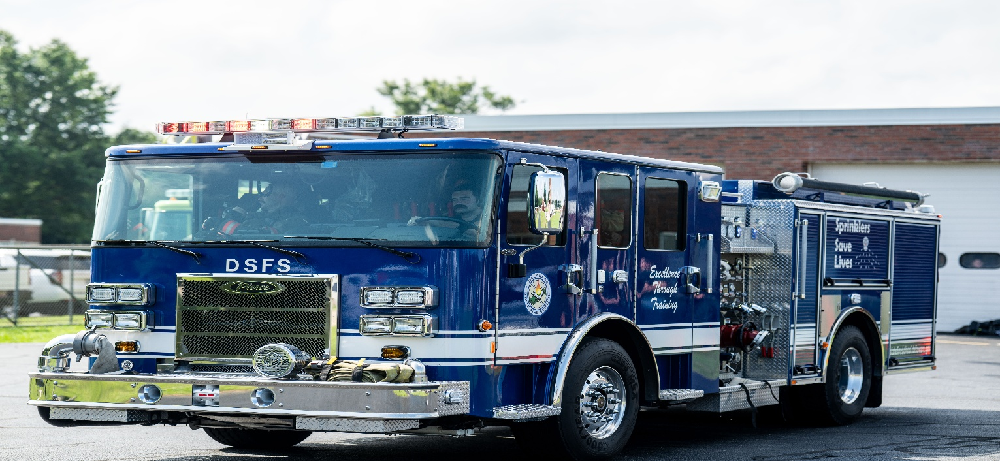 DSFS
Pierce
Excellence
Through
Training
Sprinklers
Save
Lives